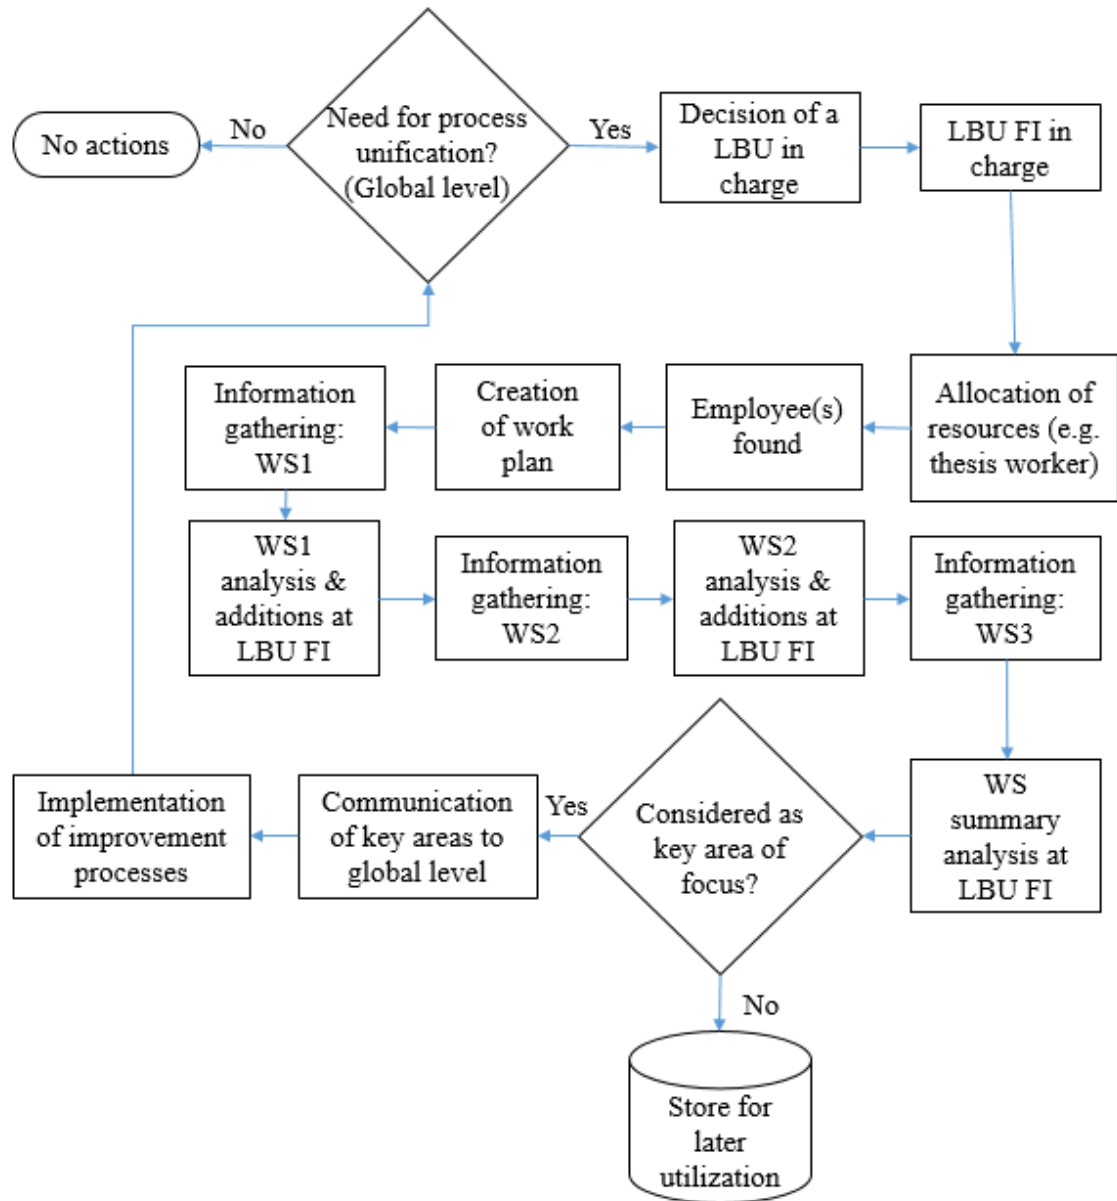 No actions
No
Need for process
unification?
(Global level)
Yes
Decision of a
LBU in
charge
LBU FI in
charge
Allocation of
resources (e.g.
thesis worker)
Employee(s)
found
Creation
of work
plan
Information
gathering:
WS1
WS1
analysis &
additions at
LBU FI
Information
gathering:
WS2
WS2
analysis &
additions at
LBU FI
Information
gathering:
WS3
WS
summary
analysis at
LBU FI
Considered as
key area of
focus?
Yes
Communication
of key areas to
global level
Implementation
of improvement
processes
No
Store for
later
utilization